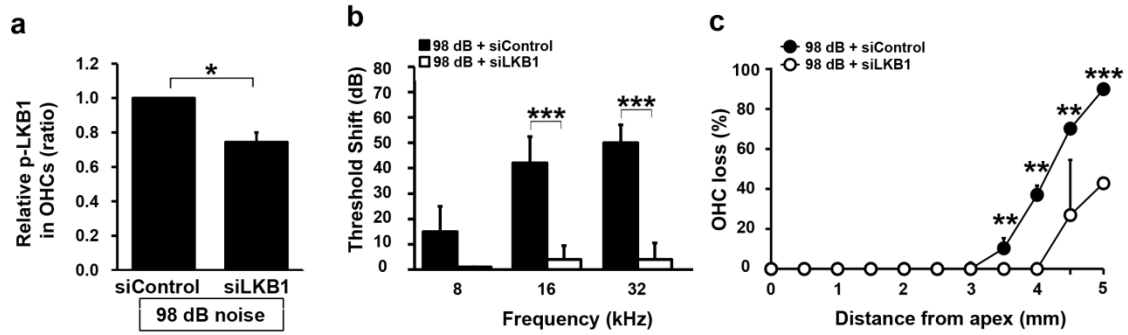 a
Relative p-LKB1
in OHCs (ratio)
1.2
1.0
0.8
0.6
0.4
0.2
0.0
*
siControl siLKB1
98 dB noise
b
98 dB + siControl
98 dB + siLKB1
Threshold Shift (dB)
80
70
60
50
40
30
20
10
0
*** ***
8 16 32
Frequency (kHz)
c
98 dB + siControl
98 dB + siLKB1
OHC loss (%)
100
80
60
40
20
0
**
**
**
***
0 1 2 3 4 5
Distance from apex (mm)